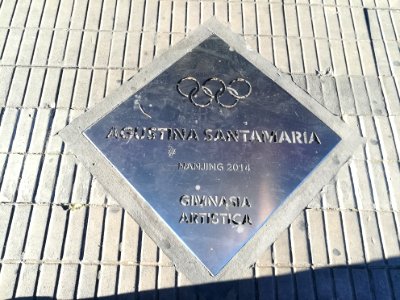 AGUSTINA SANTAMARIA
NANJING 2014
GIMNASIA
ARTISTICA